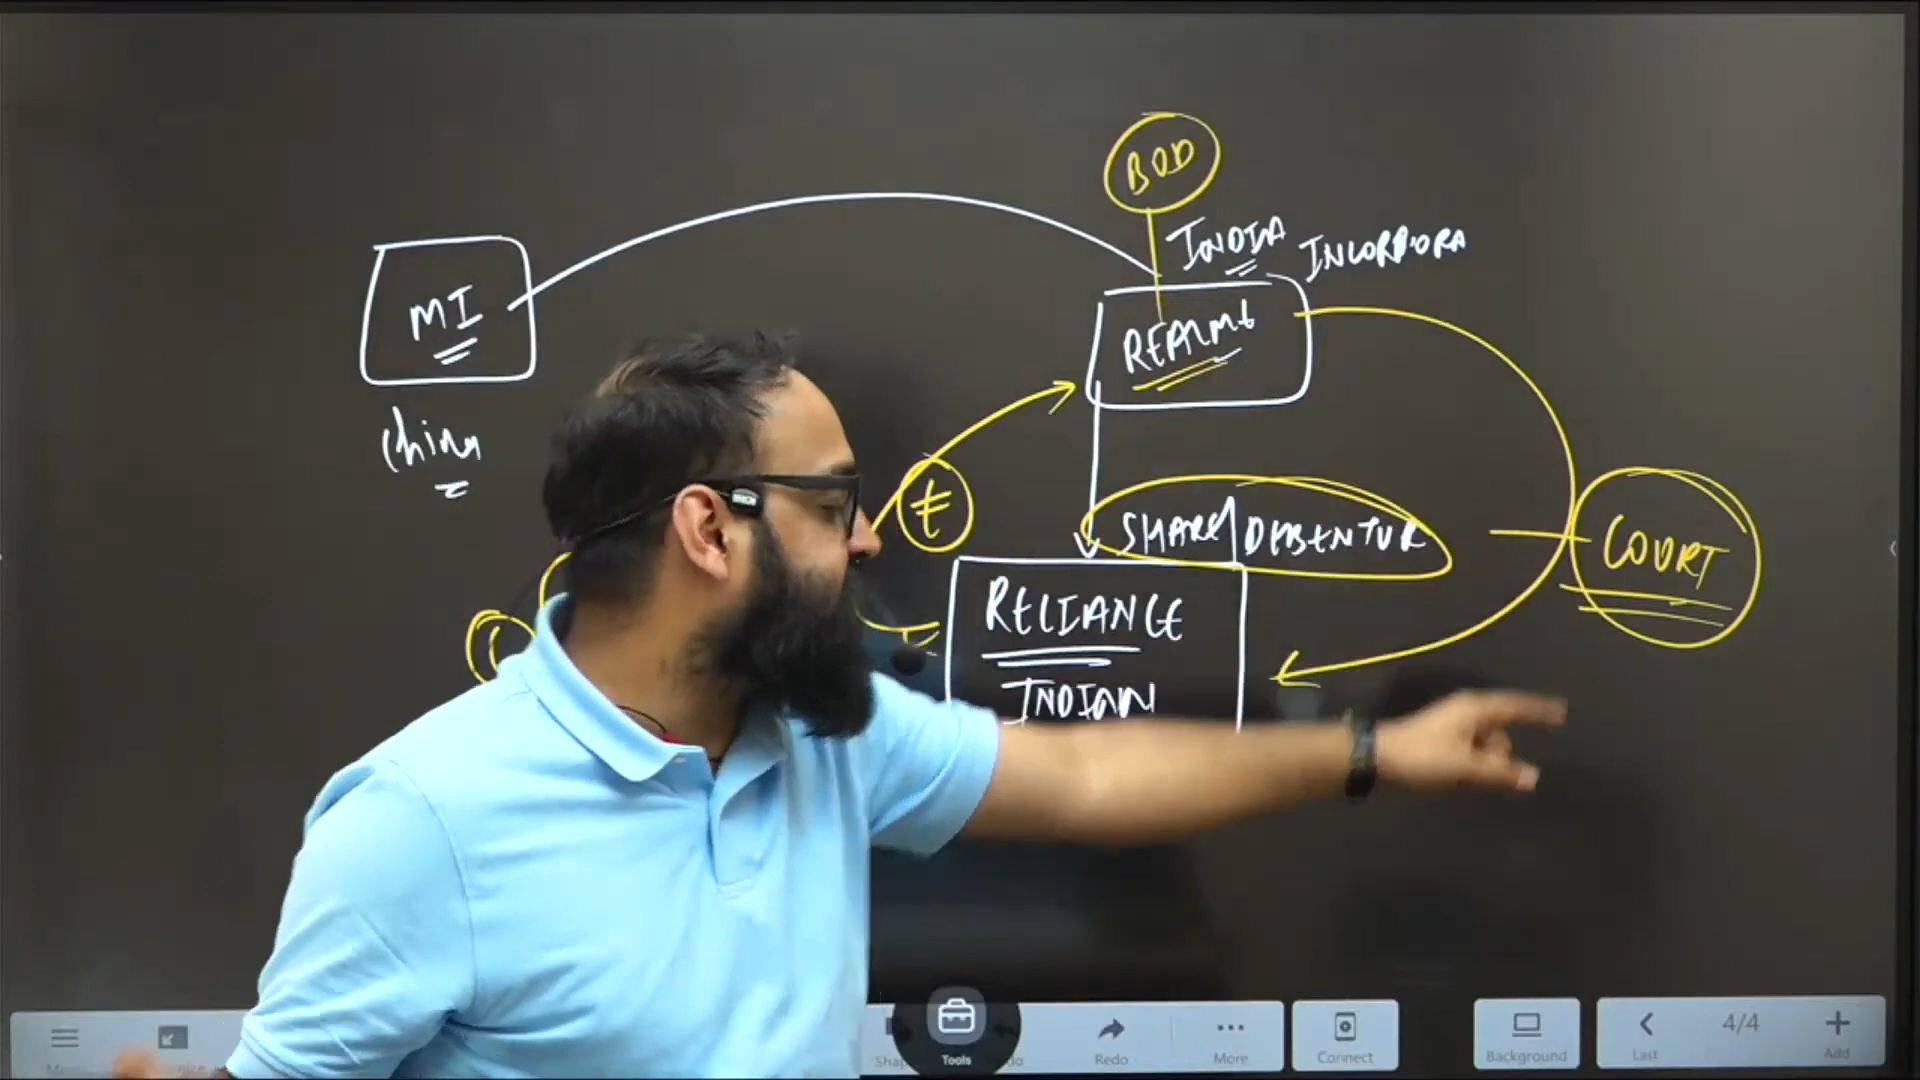 BOD
INDIA INCORPORA
MI
REALME
China
₹
SHARE/DEBENTUR
COURT
RELIANCE
INDIAN
Tools
Redo
More
Connect
Background
Last
4/4
Add